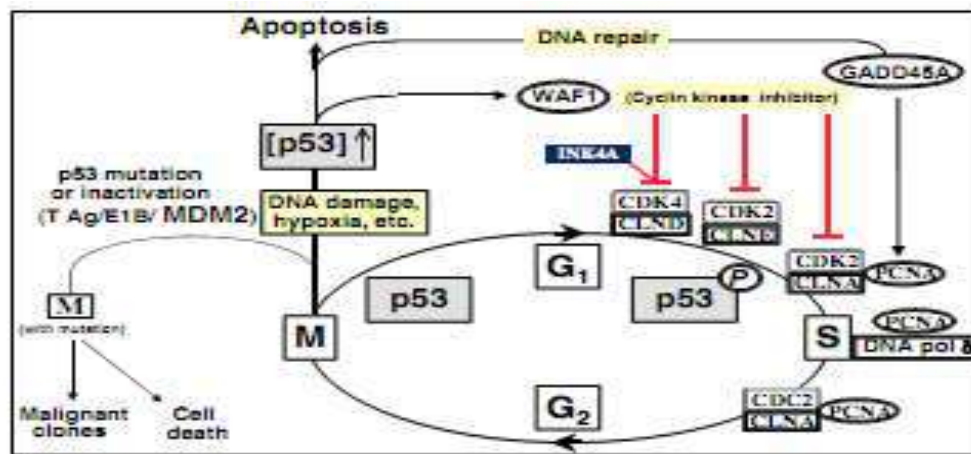 Apoptosis
DNA repair
GADD45A
WAF1
(Cyclin kinase inhibitor)
[p53]↑
INK4A
p53 mutation
or inactivation
(T Ag/E1B/ MDM2)
DNA damage,
hypoxia, etc.
CDK4
CLND
CDK2
CLNE
CDK2
CLNA
PCNA
G1
p53
p53
P
M
(with mutation)
M
S
PCNA
DNA pol δ
Malignant
clones
Cell
death
G2
CDC2
CLNA
PCNA